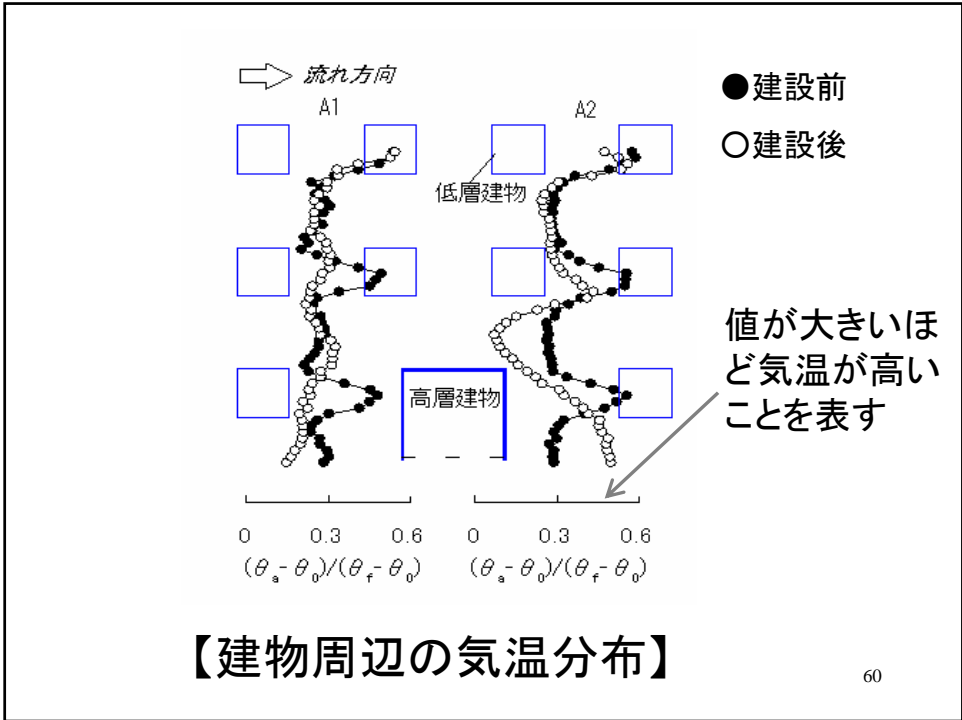 流れ方向
A1
A2
●建設前
○建設後
低層建物
高層建物
値が大きいほ
ど気温が高い
ことを表す
0 0.3 0.6
0 0.3 0.6
(θa-θ0)/(θf-θ0)
(θa-θ0)/(θf-θ0)
【建物周辺の気温分布】
60